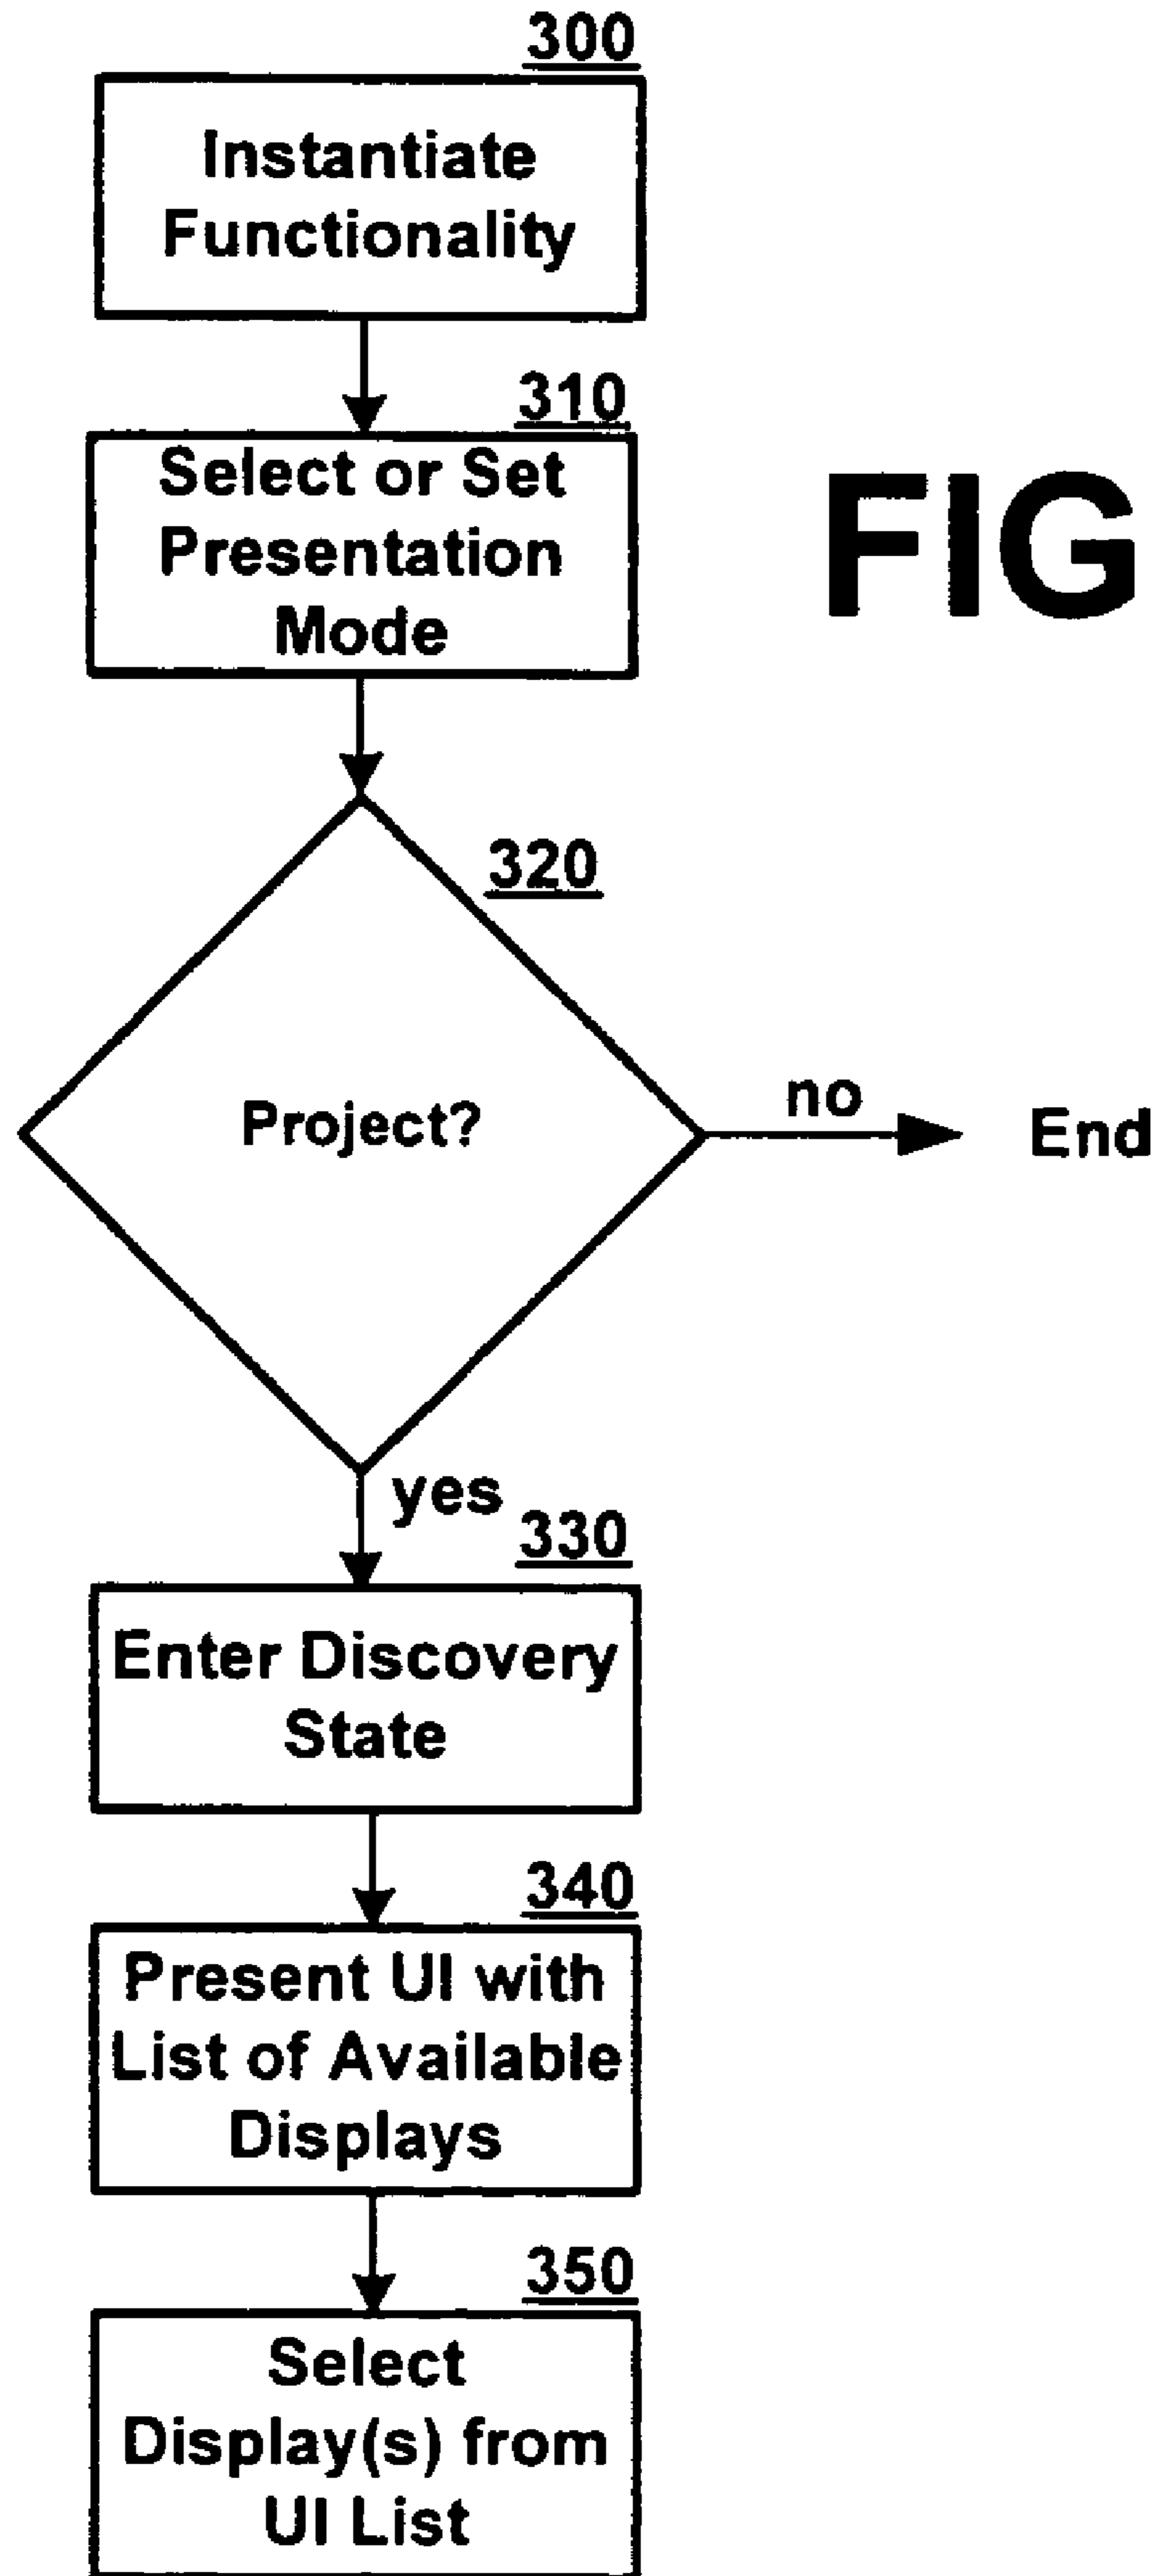 300
Instantiate
Functionality
310
Select or Set
Presentation
Mode
FIG
320
Project?
no
End
yes
330
Enter Discovery
State
340
Present UI with
List of Available
Displays
350
Select
Display(s) from
UI List